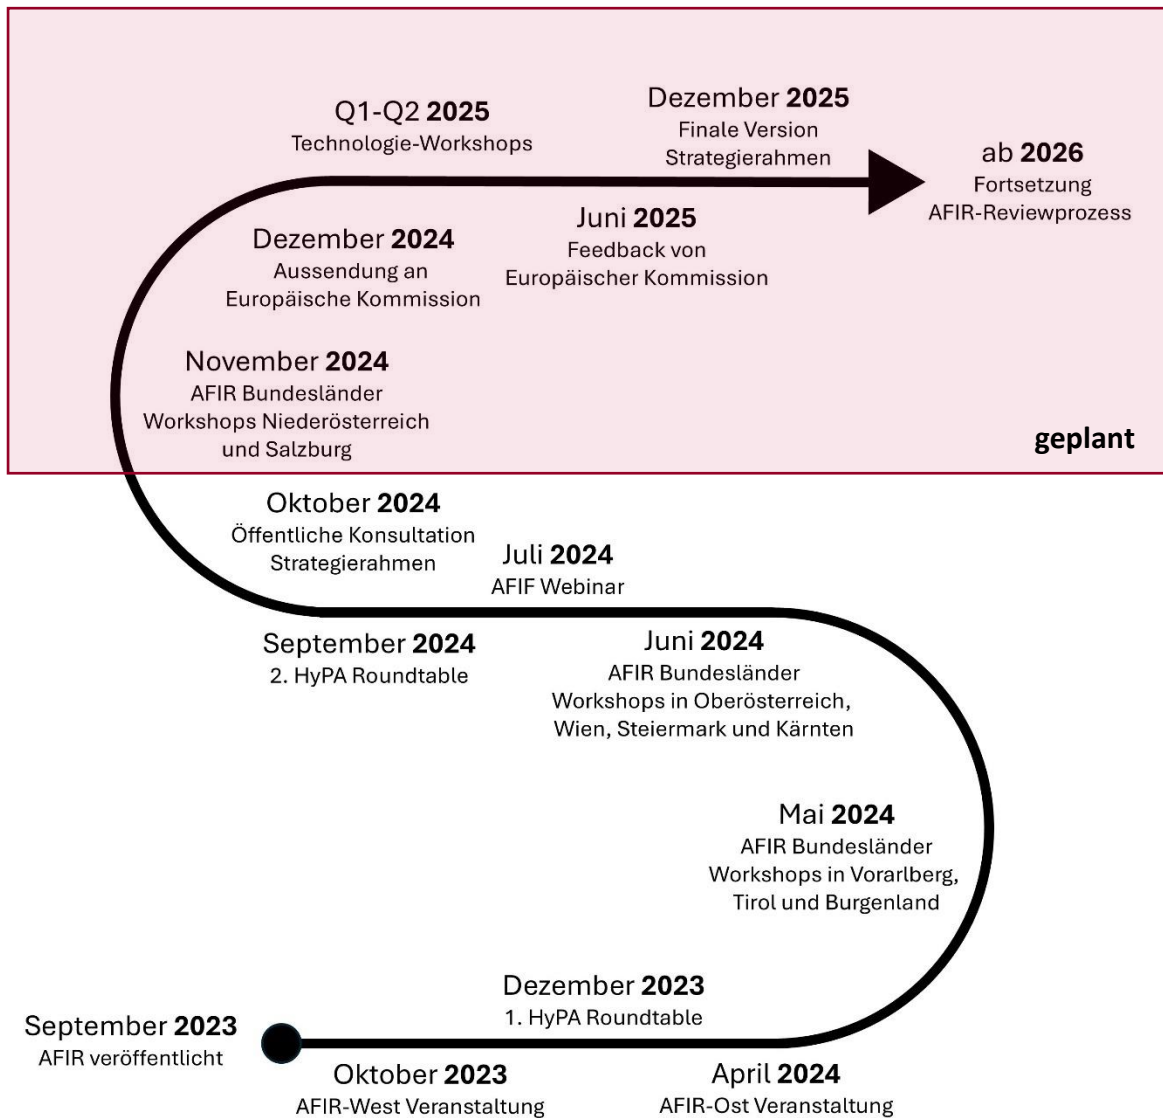 Q1-Q2 2025
Technologie-Workshops
Dezember 2025
Finale Version
Strategierahmen
ab 2026
Fortsetzung
AFIR-Reviewprozess
Dezember 2024
Aussendung an
Europäische Kommission
Juni 2025
Feedback von
Europäischer Kommission
November 2024
AFIR Bundesländer
Workshops Niederösterreich
und Salzburg
geplant
Oktober 2024
Öffentliche Konsultation
Strategierahmen
Juli 2024
AFIF Webinar
September 2024
2. HyPA Roundtable
Juni 2024
AFIR Bundesländer
Workshops in Oberösterreich,
Wien, Steiermark und Kärnten
Mai 2024
AFIR Bundesländer
Workshops in Vorarlberg,
Tirol und Burgenland
Dezember 2023
1. HyPA Roundtable
September 2023
AFIR veröffentlicht
Oktober 2023
AFIR-West Veranstaltung
April 2024
AFIR-Ost Veranstaltung